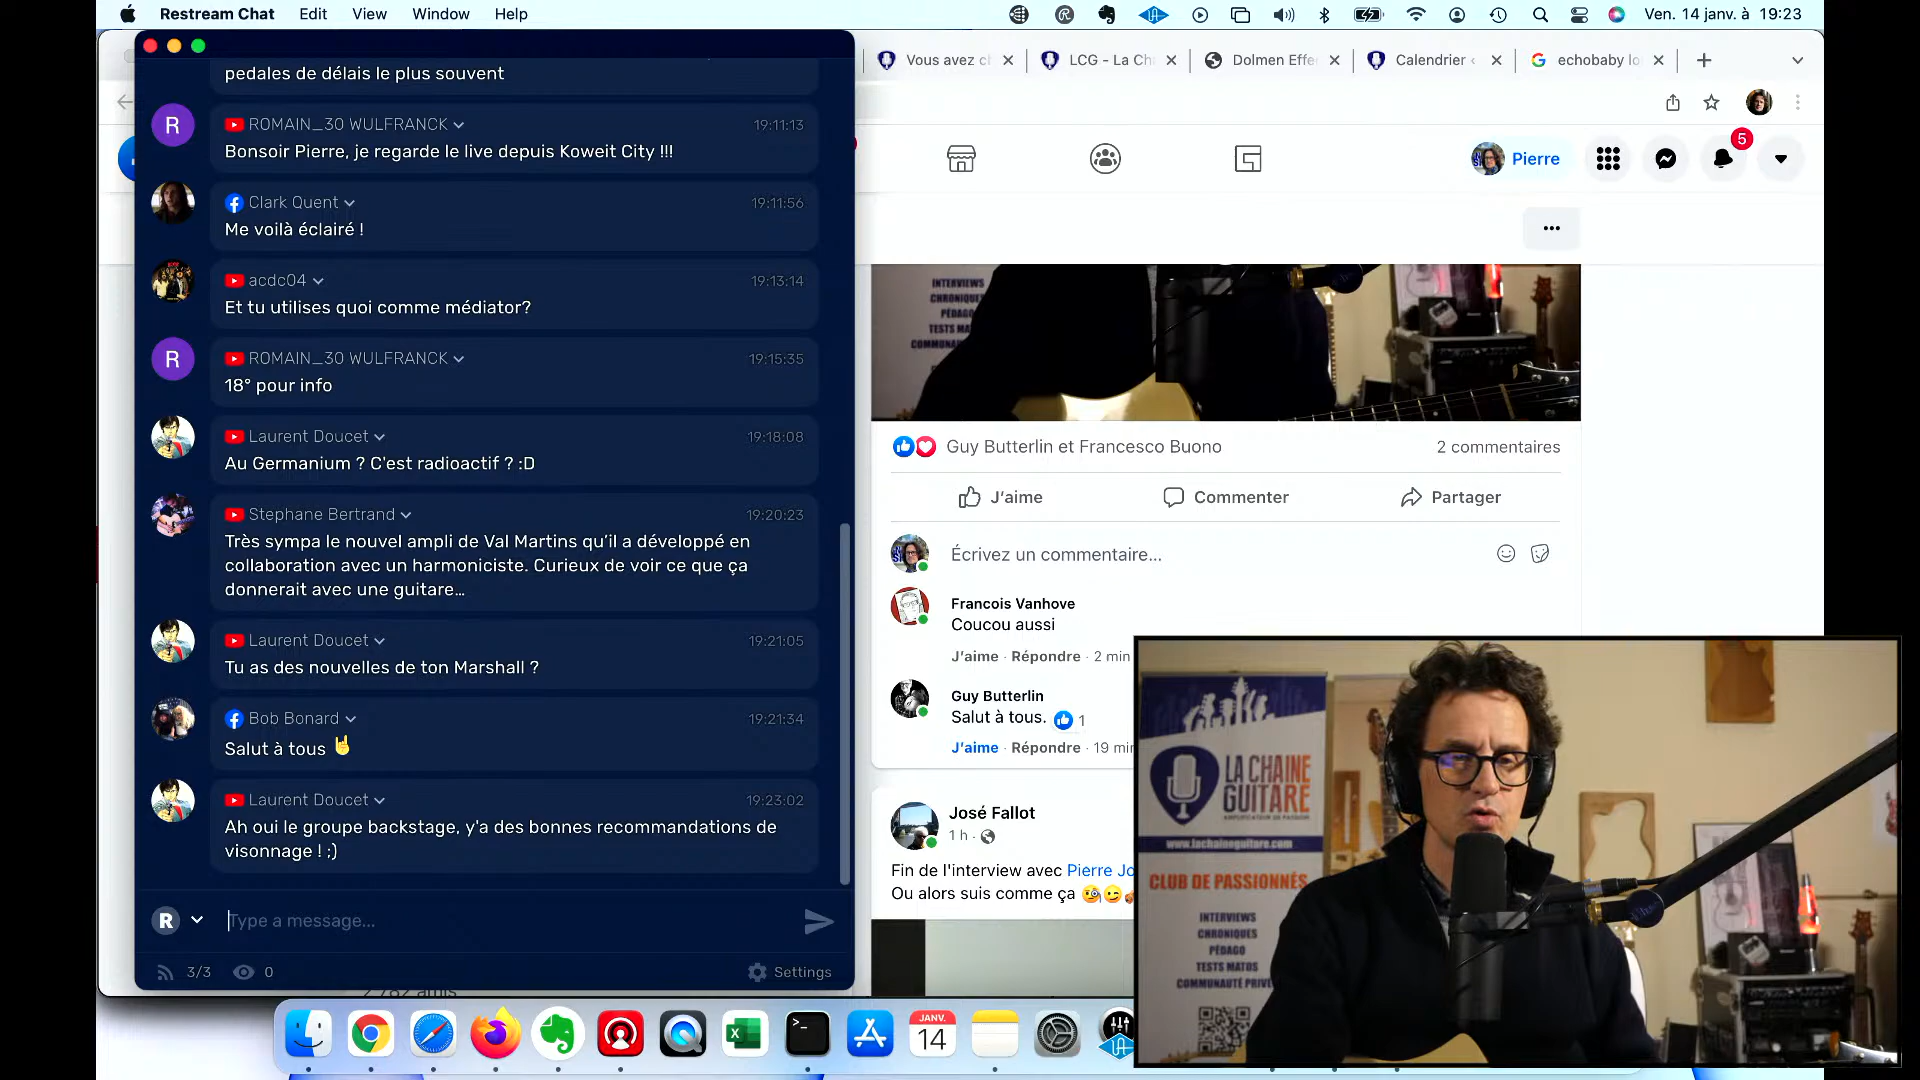 Restream Chat Edit View Window Help
Ven. 14 janv. à 19:23
pedales de délais le plus souvent
R
ROMAIN_30 WULFRANCK 19:11:13
Bonsoir Pierre, je regarde le live depuis Koweit City !!!
Clark Quent 19:11:56
Me voilà éclairé !
acdc04 19:13:14
Et tu utilises quoi comme médiator?
R
ROMAIN_30 WULFRANCK 19:15:35
18° pour info
Laurent Doucet 19:18:08
Au Germanium ? C'est radioactif ? :D
Stephane Bertrand 19:20:23
Très sympa le nouvel ampli de Val Martins qu’il a développé en
collaboration avec un harmoniciste. Curieux de voir ce que ça
donnerait avec une guitare...
Laurent Doucet 19:21:05
Tu as des nouvelles de ton Marshall ?
Bob Bonard 19:21:34
Salut à tous 🤘
Laurent Doucet 19:23:02
Ah oui le groupe backstage, y'a des bonnes recommandations de
visonnage ! ;)
R
Type a message...
3/3 0 Settings
Vous avez c
LCG - La Ch
Dolmen Effe
Calendrier ‹
echobaby lo
Pierre
5
INTERVIEWS
CHRONIQUES
PÉDAGO
TESTS MATOS
Guy Butterlin et Francesco Buono 2 commentaires
J'aime Commenter Partager
Écrivez un commentaire...
Francois Vanhove
Coucou aussi
J'aime · Répondre · 2 min
Guy Butterlin
Salut à tous. 1
J'aime · Répondre · 19 min
José Fallot
1 h ·
Fin de l'interview avec Pierre Jo
Ou alors suis comme ça 🧐😉
LA CHAINE
GUITARE
AMPLIFICATEUR DE PASSION
www.lachaineguitare.com
CLUB DE PASSIONNÉS
INTERVIEWS
CHRONIQUES
PÉDAGO
TESTS MATOS
COMMUNAUTÉ PRIVÉ
JANV.
14